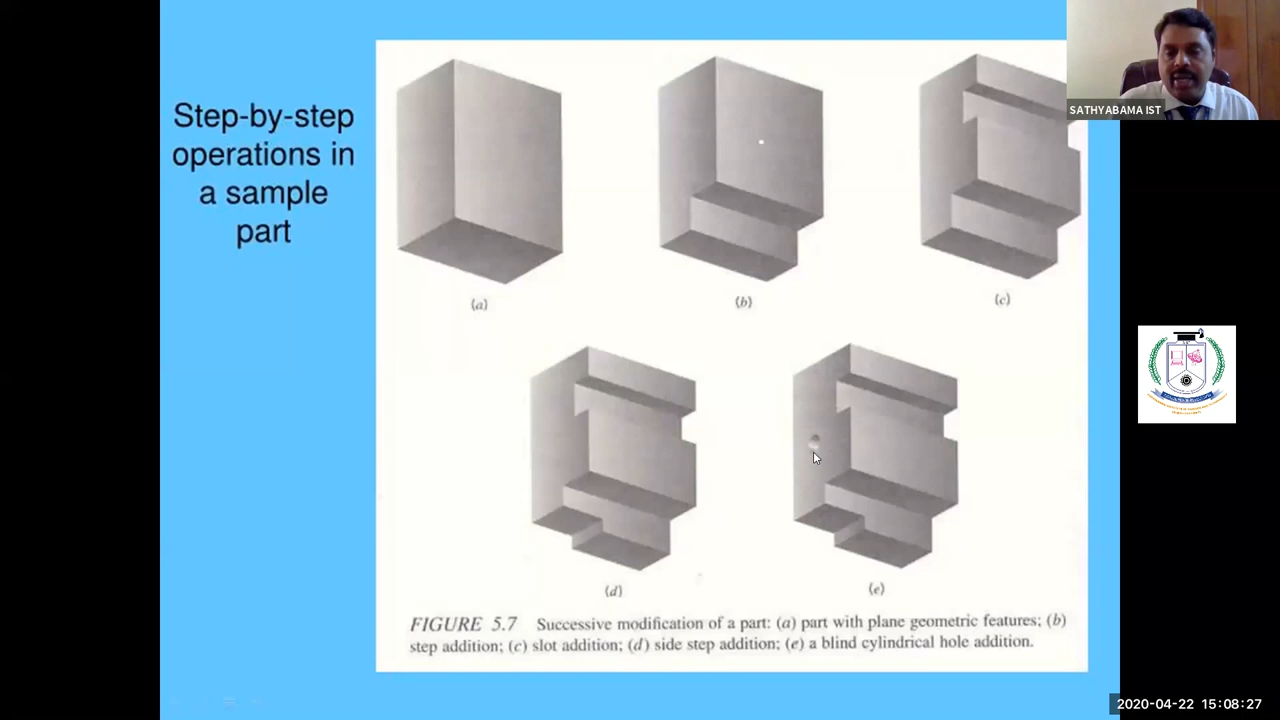 Step-by-step
operations in
a sample
part
(a)
(b)
(c)
(d)
(e)
FIGURE 5.7 Successive modification of a part: (a) part with plane geometric features; (b)
step addition; (c) slot addition; (d) side step addition; (e) a blind cylindrical hole addition.
SATHYABAMA IST
2020-04-22 15:08:27